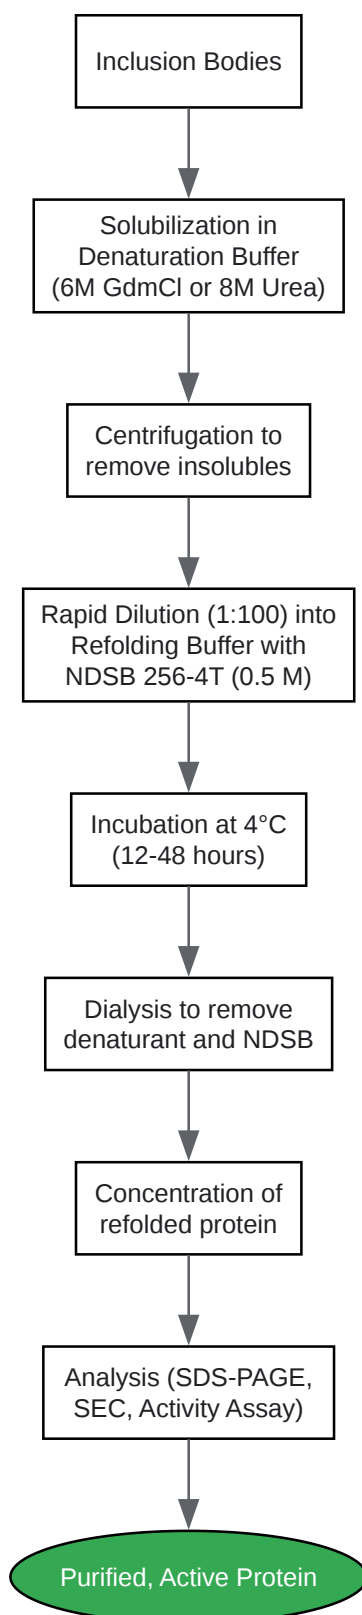 Inclusion Bodies
Solubilization in
Denaturation Buffer
(6M GdmCl or 8M Urea)
Centrifugation to
remove insolubles
Rapid Dilution (1:100) into
Refolding Buffer with
NDSB 256-4T (0.5 M)
Incubation at 4°C
(12-48 hours)
Dialysis to remove
denaturant and NDSB
Concentration of
refolded protein
Analysis (SDS-PAGE,
SEC, Activity Assay)
Purified, Active Protein